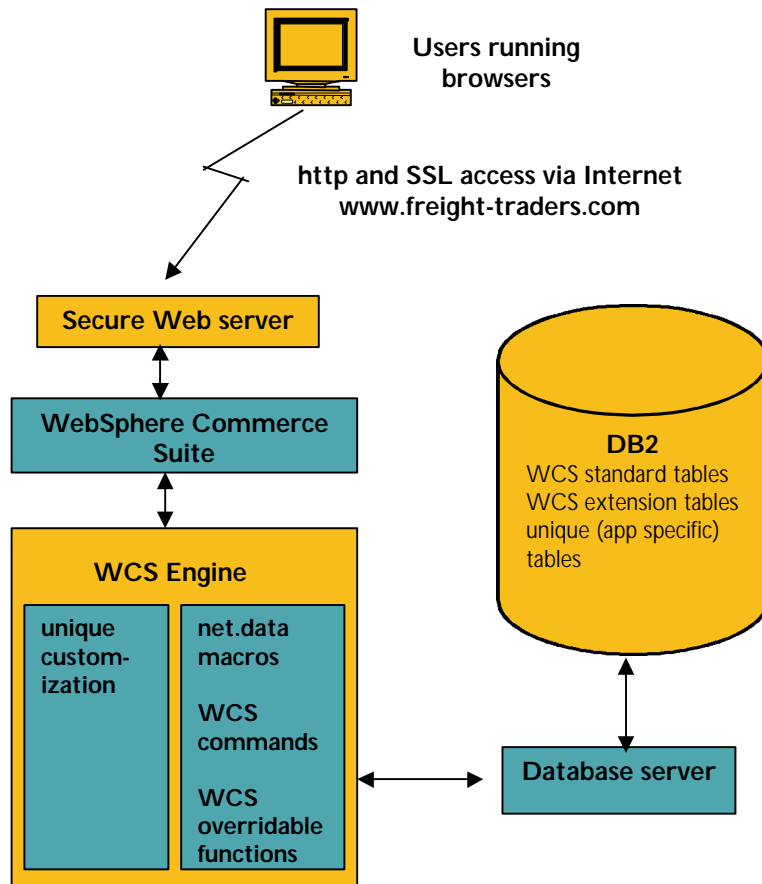 Users running
browsers
http and SSL access via Internet
www.freight-traders.com
Secure Web server
WebSphere Commerce
Suite
WCS Engine
unique
custom-
ization
net.data
macros
WCS
commands
WCS
overridable
functions
DB2
WCS standard tables
WCS extension tables
unique (app specific)
tables
Database server